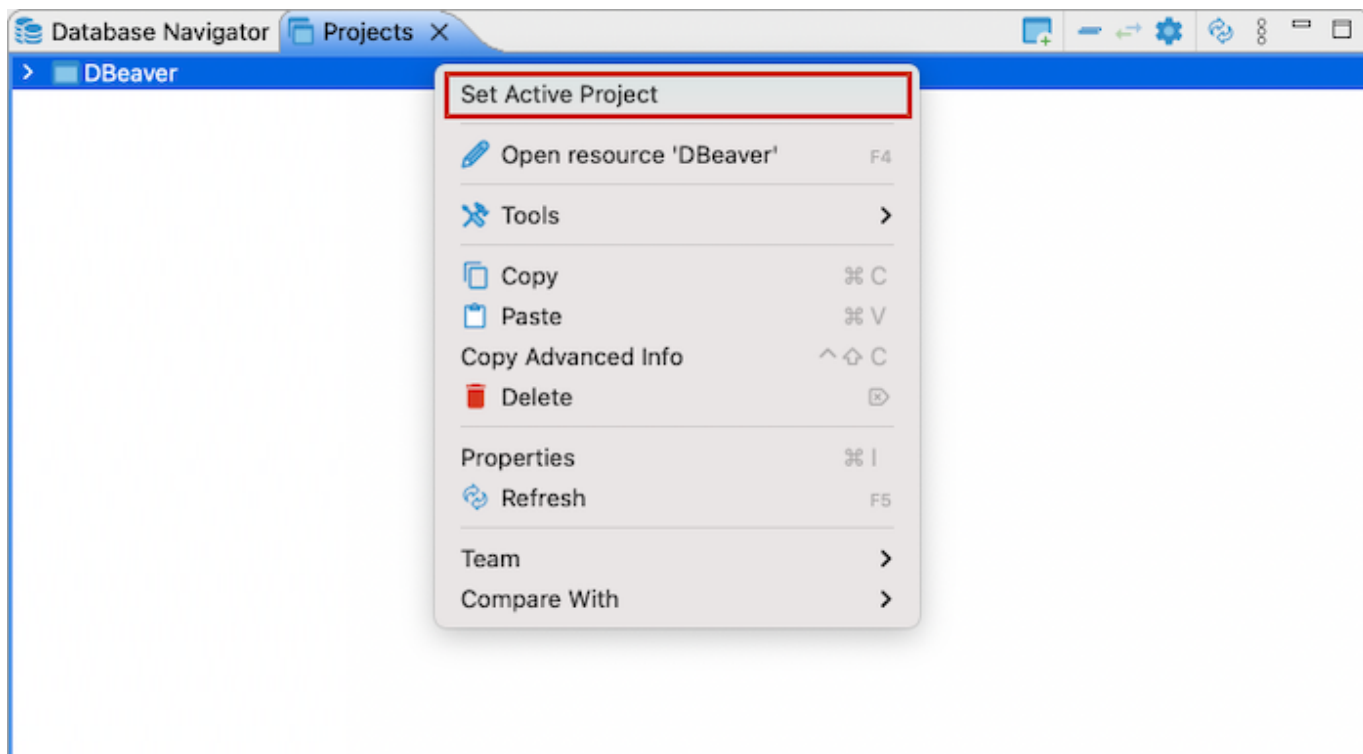 Database Navigator Projects
DBeaver
Set Active Project
Open resource 'DBeaver' F4
Tools
Copy ⌘ C
Paste ⌘ V
Copy Advanced Info ^ ⇧ C
Delete ⌦
Properties ⌘ I
Refresh F5
Team
Compare With